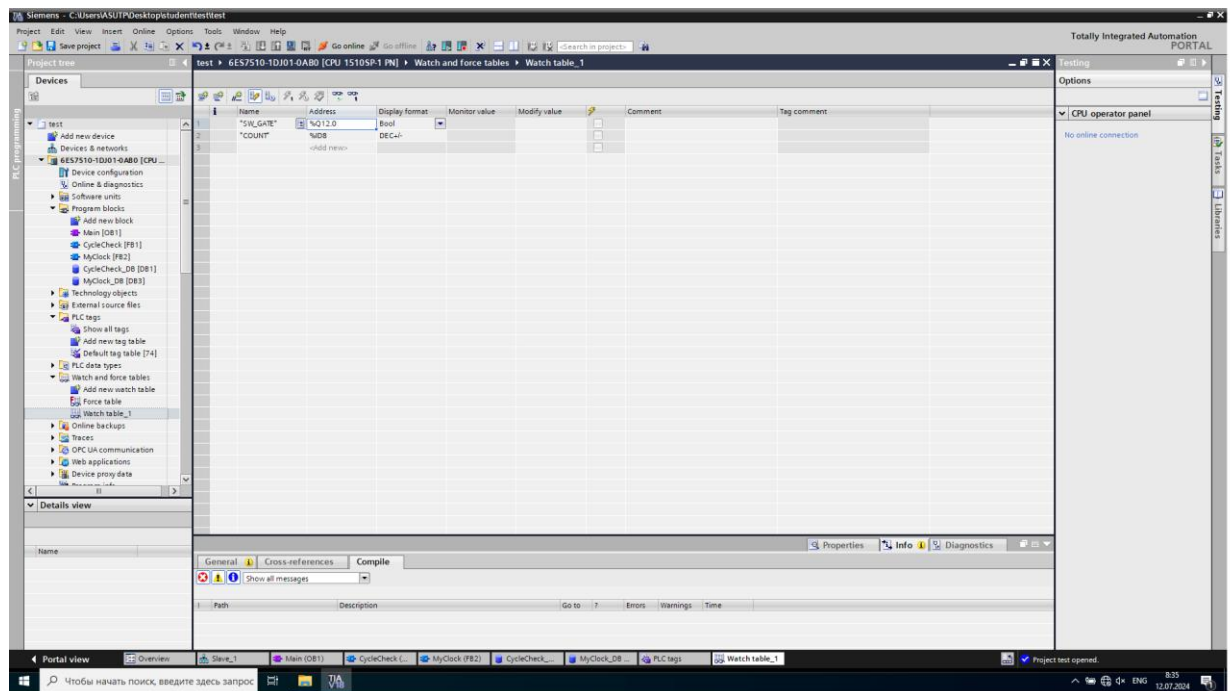 Siemens - C:\Users\ASUTP\Desktop\student\test\test
Project Edit View Insert Online Options Tools Window Help
Totally Integrated Automation
PORTAL
Save project Go online Go offline <Search in project>
Project tree
test ▸ 6ES7510-1DJ01-0AB0 [CPU 1510SP-1 PN] ▸ Watch and force tables ▸ Watch table_1
Testing
Devices
Options
i Name Address Display format Monitor value Modify value Comment Tag comment
1 "SW_GATE" %Q12.0 Bool
2 "COUNT" %ID8 DEC+/-
3 <Add new>
test
Add new device
Devices & networks
6ES7510-1DJ01-0AB0 [CPU ...
Device configuration
Online & diagnostics
Software units
Program blocks
Add new block
Main [OB1]
CycleCheck [FB1]
MyClock [FB2]
CycleCheck_DB [DB1]
MyClock_DB [DB3]
Technology objects
External source files
PLC tags
Show all tags
Add new tag table
Default tag table [74]
PLC data types
Watch and force tables
Add new watch table
Force table
Watch table_1
Online backups
Traces
OPC UA communication
Web applications
Device proxy data
CPU operator panel
No online connection
PLC programming
Testing
Tasks
Libraries
Details view
Name
Properties Info Diagnostics
General Cross-references Compile
Show all messages
! Path Description Go to ? Errors Warnings Time
Portal view Overview Slave_1 Main (OB1) CycleCheck (... MyClock (FB2) CycleCheck_... MyClock_DB ... PLC tags Watch table_1 Project test opened.
Чтобы начать поиск, введите здесь запрос
ENG
8:35
12.07.2024